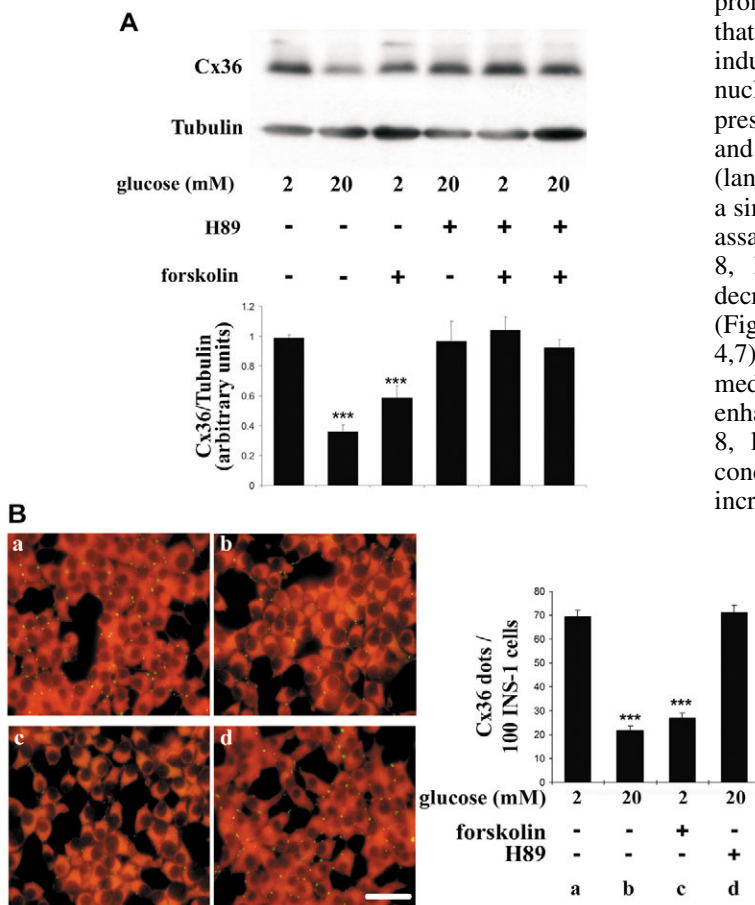 A
Cx36
Tubulin
glucose (mM) 2 20 2 20 2 20
H89 - - - + + +
forskolin - - + - + +
Cx36/Tubulin
(arbitrary units)
1.2
1
0.8
0.6
0.4
0.2
0
*** ***
B
a b
c d
Cx36 dots /
100 INS-1 cells
80
70
60
50
40
30
20
10
0
*** ***
glucose (mM) 2 20 2 20
forskolin - - + -
H89 - - - +
a b c d
that
indu
nucl
pres
and
(lan
a sir
assa
8,
decr
(Fig
4,7)
med
enha
8,
conc
incr